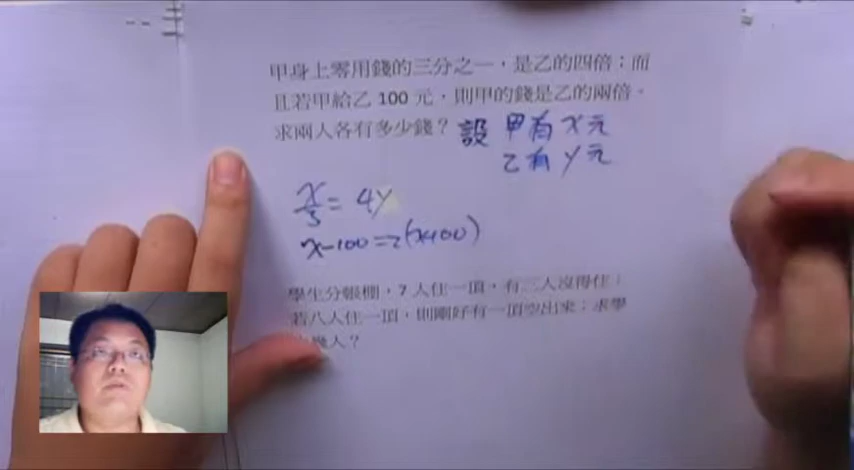 甲身上零用錢的三分之一，是乙的四倍；而
且若甲給乙 100 元，則甲的錢是乙的兩倍。
求兩人各有多少錢？ 設 甲有 x 元
乙有 y 元
x/3 = 4y
x-100=2(x+100)
學生分帳棚，7 人住一頂，有二人沒得住；
若八人住一頂，則剛好有一頂空出來；求學
人？